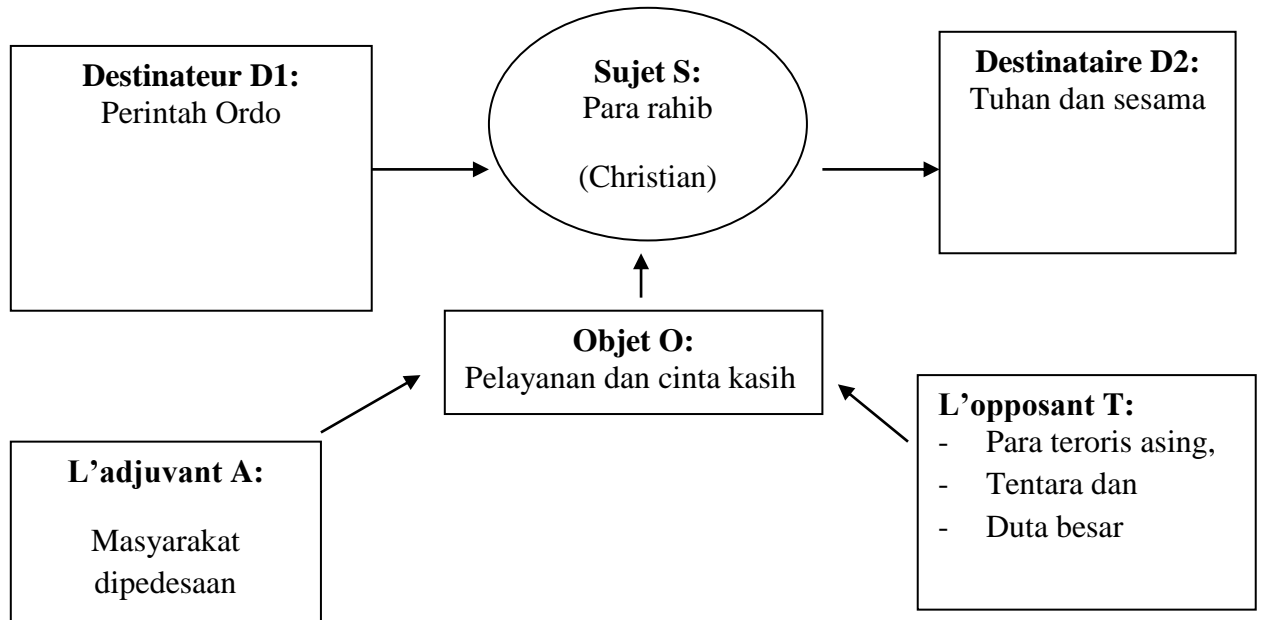 Destinateur D1:
Perintah Ordo
Sujet S:
Para rahib
(Christian)
Destinataire D2:
Tuhan dan sesama
Objet O:
Pelayanan dan cinta kasih
L’adjuvant A:
Masyarakat
dipedesaan
L’opposant T:
- Para teroris asing,
- Tentara dan
- Duta besar